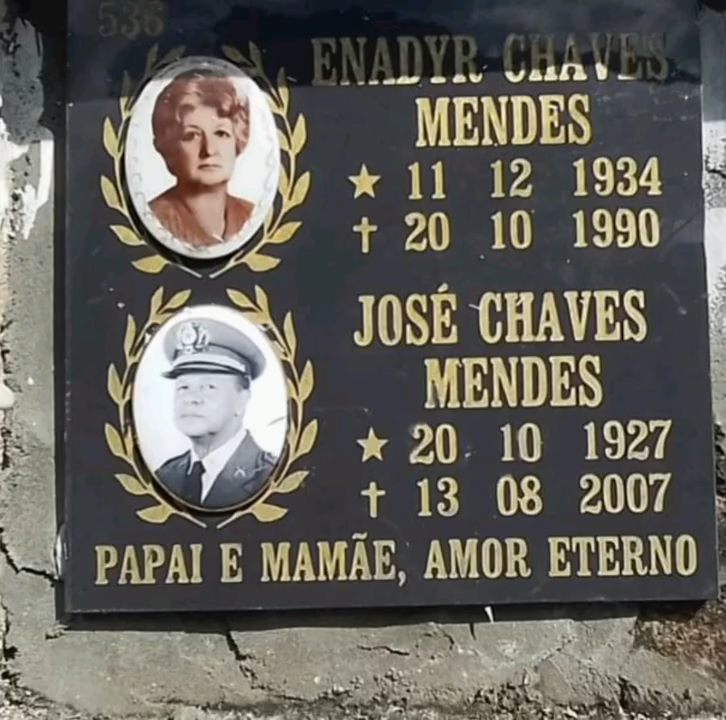 536
ENADYR CHAVES
MENDES
★ 11 12 1934
✝ 20 10 1990
JOSÉ CHAVES
MENDES
★ 20 10 1927
✝ 13 08 2007
PAPAI E MAMÃE, AMOR ETERNO